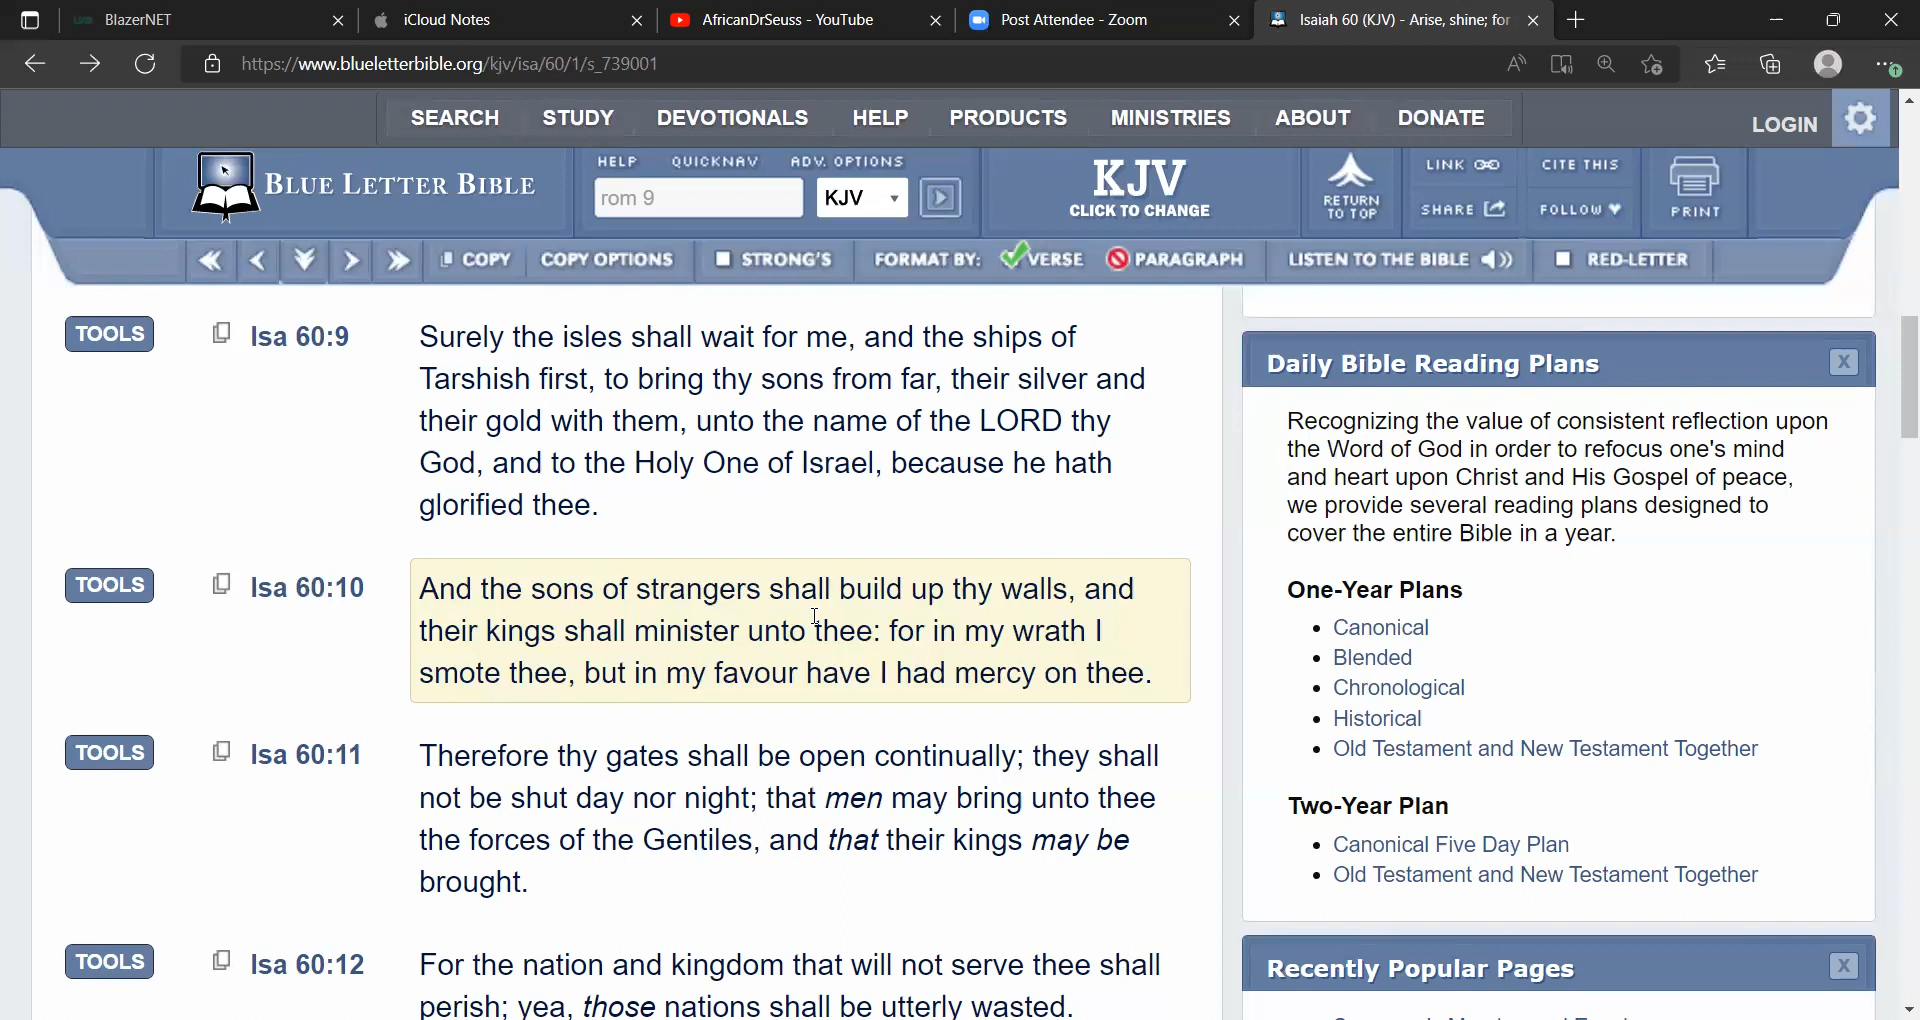 BlazerNET
iCloud Notes
AfricanDrSeuss - YouTube
Post Attendee - Zoom
Isaiah 60 (KJV) - Arise, shine; for
https://www.blueletterbible.org/kjv/isa/60/1/s_739001
SEARCH STUDY DEVOTIONALS HELP PRODUCTS MINISTRIES ABOUT DONATE
LOGIN
BLUE LETTER BIBLE
HELP QUICKNAV ADV. OPTIONS
rom 9
KJV
KJV
CLICK TO CHANGE
RETURN
TO TOP
LINK
SHARE
CITE THIS
FOLLOW
PRINT
COPY COPY OPTIONS STRONG'S FORMAT BY: VERSE PARAGRAPH LISTEN TO THE BIBLE RED-LETTER
TOOLS Isa 60:9 Surely the isles shall wait for me, and the ships of
Tarshish first, to bring thy sons from far, their silver and
their gold with them, unto the name of the LORD thy
God, and to the Holy One of Israel, because he hath
glorified thee.
TOOLS Isa 60:10 And the sons of strangers shall build up thy walls, and
their kings shall minister unto thee: for in my wrath I
smote thee, but in my favour have I had mercy on thee.
TOOLS Isa 60:11 Therefore thy gates shall be open continually; they shall
not be shut day nor night; that men may bring unto thee
the forces of the Gentiles, and that their kings may be
brought.
TOOLS Isa 60:12 For the nation and kingdom that will not serve thee shall
perish; yea, those nations shall be utterly wasted.
Daily Bible Reading Plans X
Recognizing the value of consistent reflection upon
the Word of God in order to refocus one's mind
and heart upon Christ and His Gospel of peace,
we provide several reading plans designed to
cover the entire Bible in a year.
One-Year Plans
• Canonical
• Blended
• Chronological
• Historical
• Old Testament and New Testament Together
Two-Year Plan
• Canonical Five Day Plan
• Old Testament and New Testament Together
Recently Popular Pages X